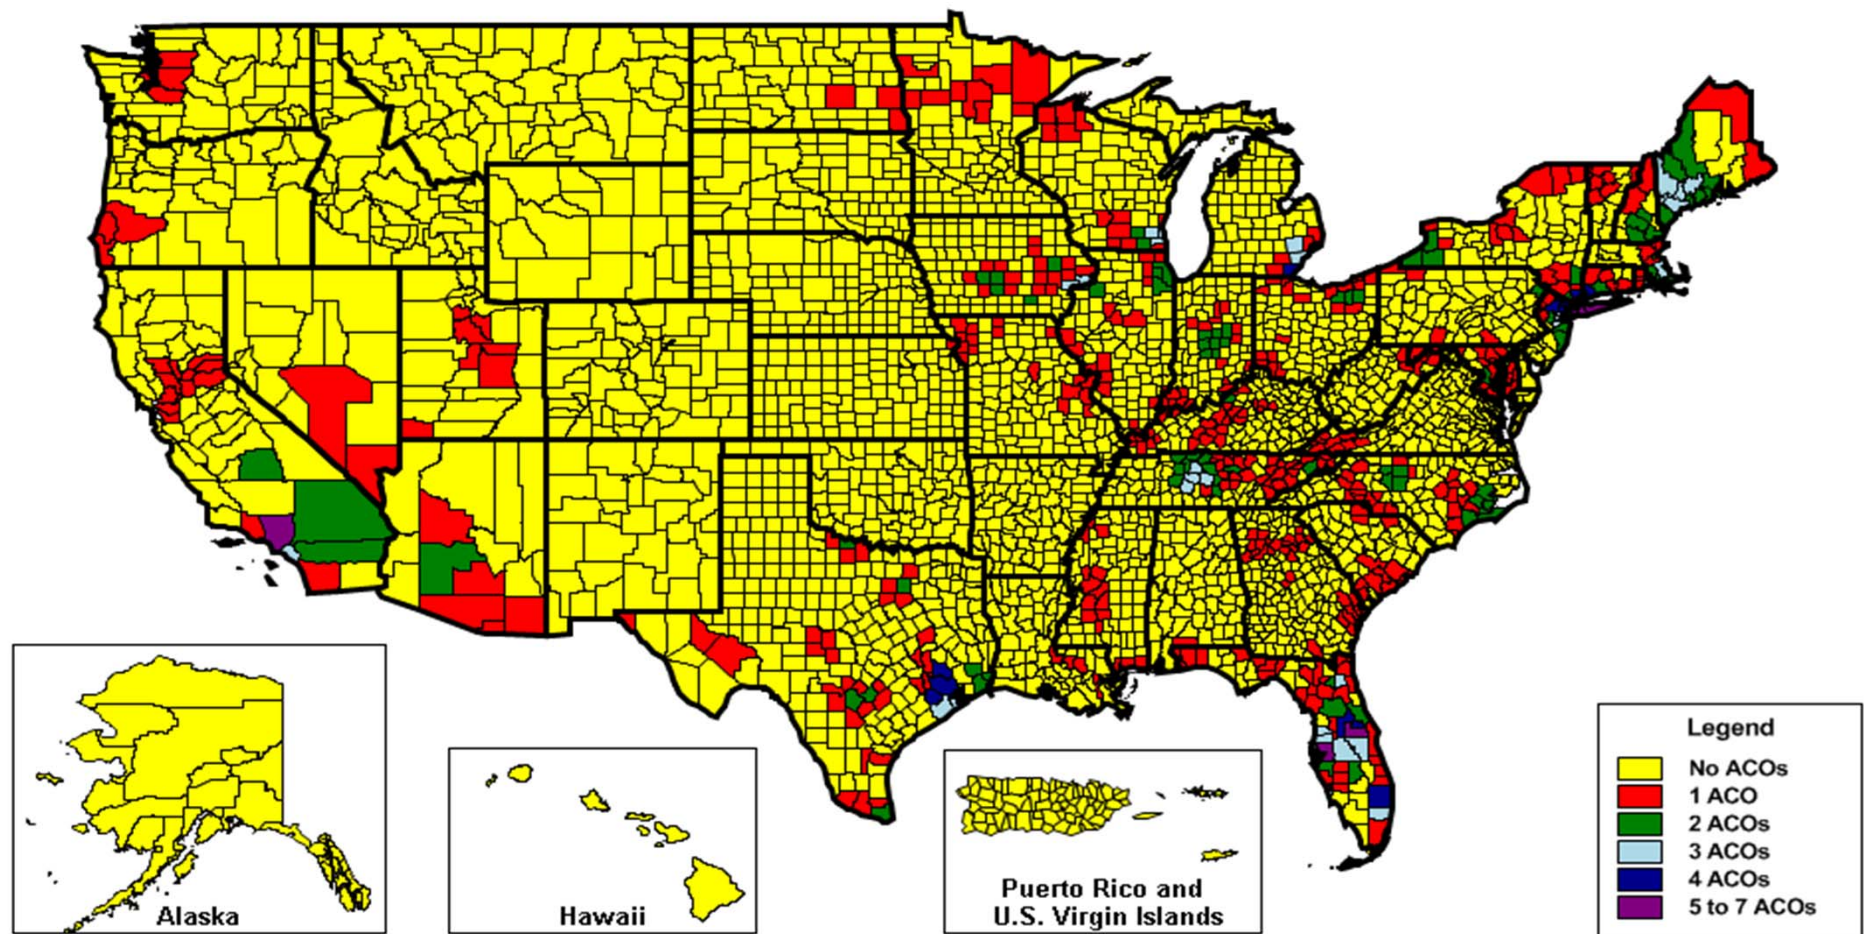 Legend
No ACOs
1 ACO
2 ACOs
3 ACOs
4 ACOs
5 to 7 ACOs
Alaska
Hawaii
Puerto Rico and
U.S. Virgin Islands